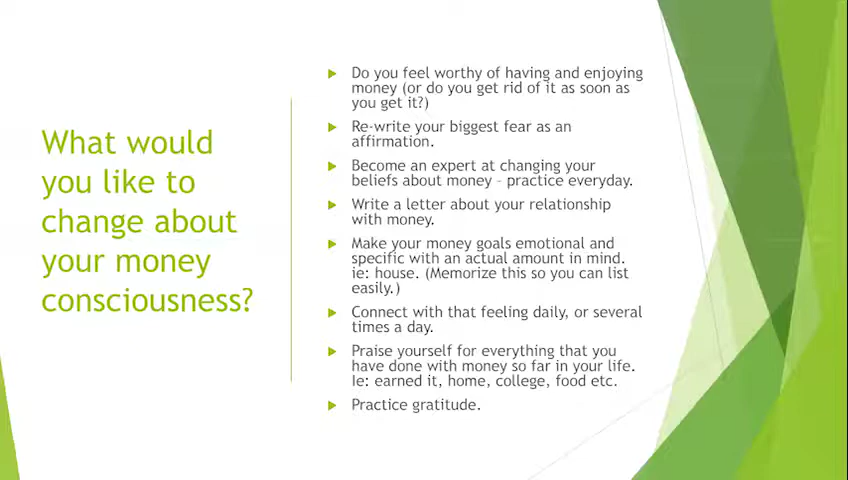 What would
you like to
change about
your money
consciousness?
Do you feel worthy of having and enjoying
money (or do you get rid of it as soon as
you get it?)
Re-write your biggest fear as an
affirmation.
Become an expert at changing your
beliefs about money – practice everyday.
Write a letter about your relationship
with money.
Make your money goals emotional and
specific with an actual amount in mind.
ie: house. (Memorize this so you can list
easily.)
Connect with that feeling daily, or several
times a day.
Praise yourself for everything that you
have done with money so far in your life.
Ie: earned it, home, college, food etc.
Practice gratitude.